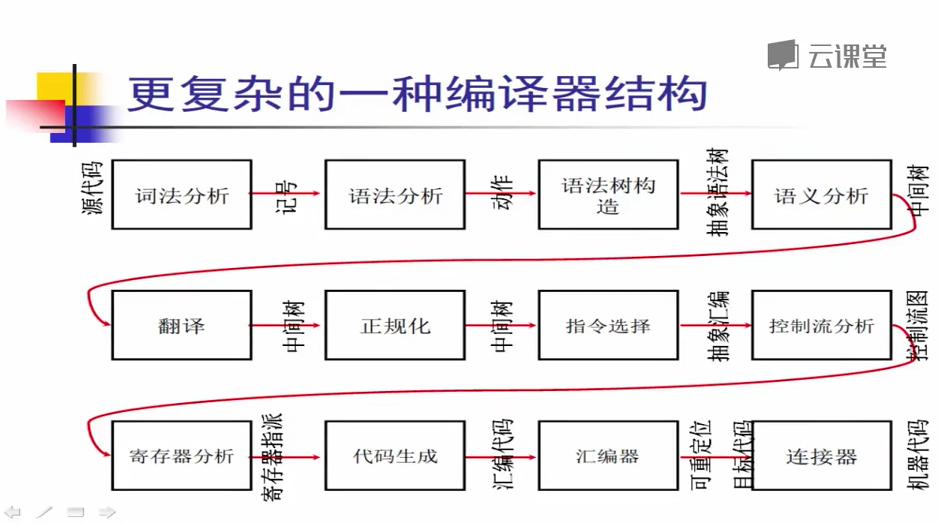 云课堂
更复杂的一种编译器结构
源代码
词法分析
记号
语法分析
动作
语法树构
造
抽象语法树
语义分析
中间树
翻译
中间树
正规化
中间树
指令选择
抽象汇编
控制流分析
控制流图
寄存器分析
寄存器指派
代码生成
汇编代码
汇编器
可重定位
目标代码
连接器
机器代码